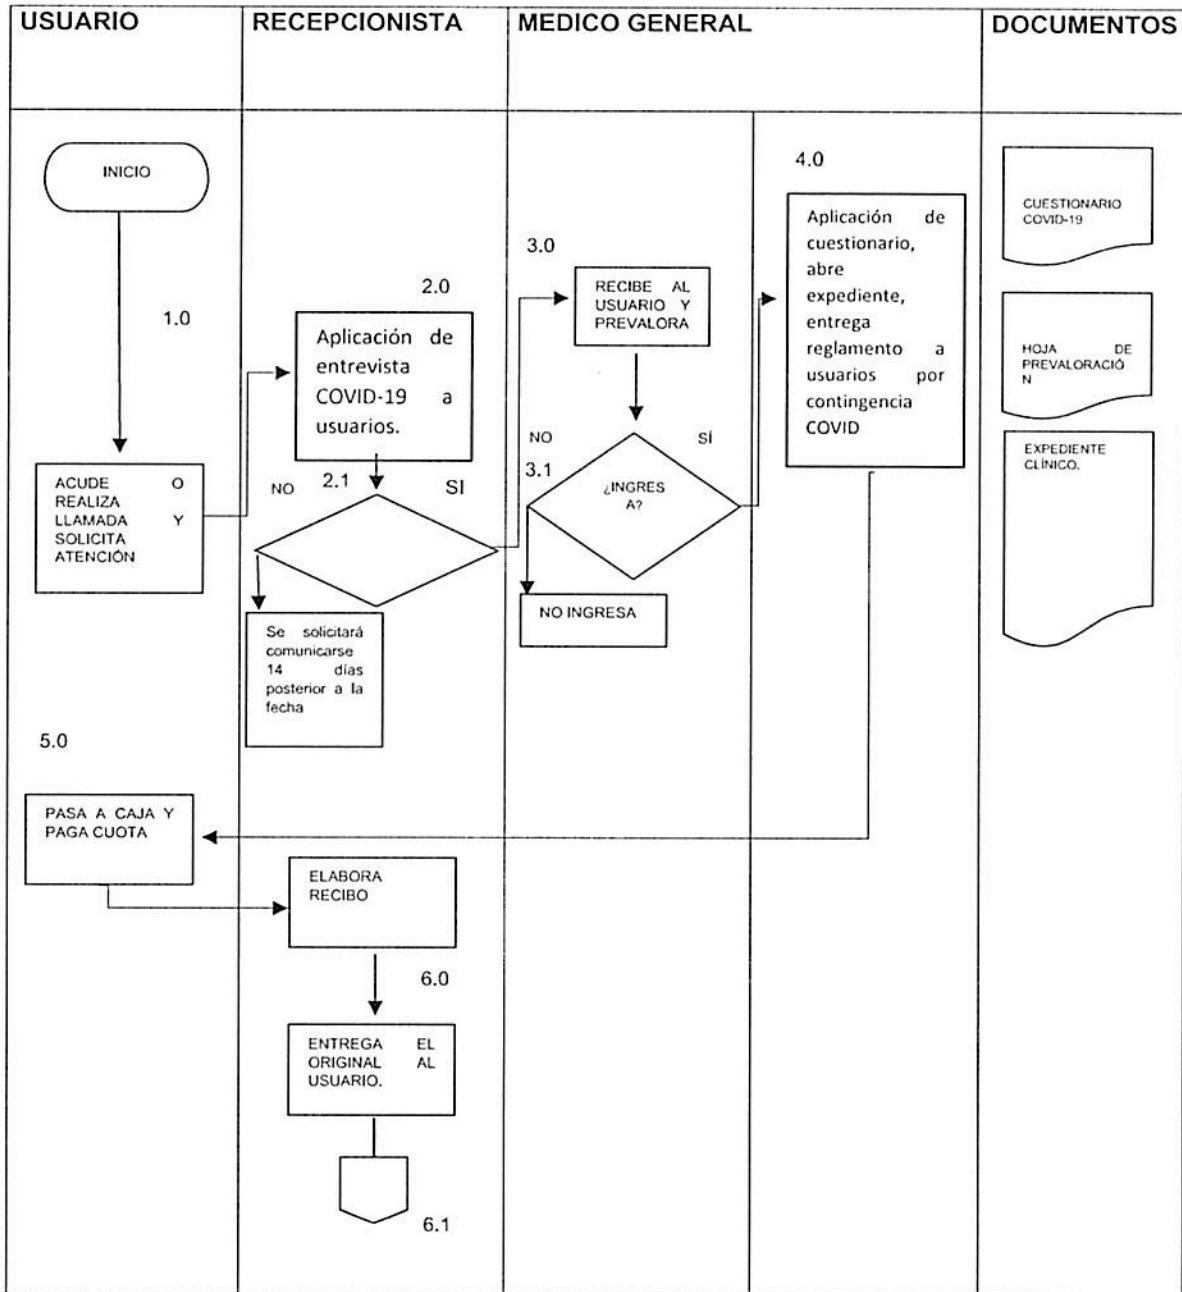 USUARIO
RECEPCIONISTA
MEDICO GENERAL
DOCUMENTOS
INICIO
1.0
ACUDE O
REALIZA
LLAMADA Y
SOLICITA
ATENCIÓN
2.0
Aplicación de
entrevista
COVID-19 a
usuarios.
NO
2.1
SI
Se solicitará
comunicarse
14 días
posterior a la
fecha
3.0
RECIBE AL
USUARIO Y
PREVALORA
NO
SÍ
3.1
¿INGRES
A?
NO INGRESA
4.0
Aplicación de
cuestionario,
abre
expediente,
entrega
reglamento a
usuarios por
contingencia
COVID
CUESTIONARIO
COVID-19
HOJA DE
PREVALORACIÓ
N
EXPEDIENTE
CLÍNICO.
5.0
PASA A CAJA Y
PAGA CUOTA
ELABORA
RECIBO
6.0
ENTREGA EL
ORIGINAL AL
USUARIO.
6.1